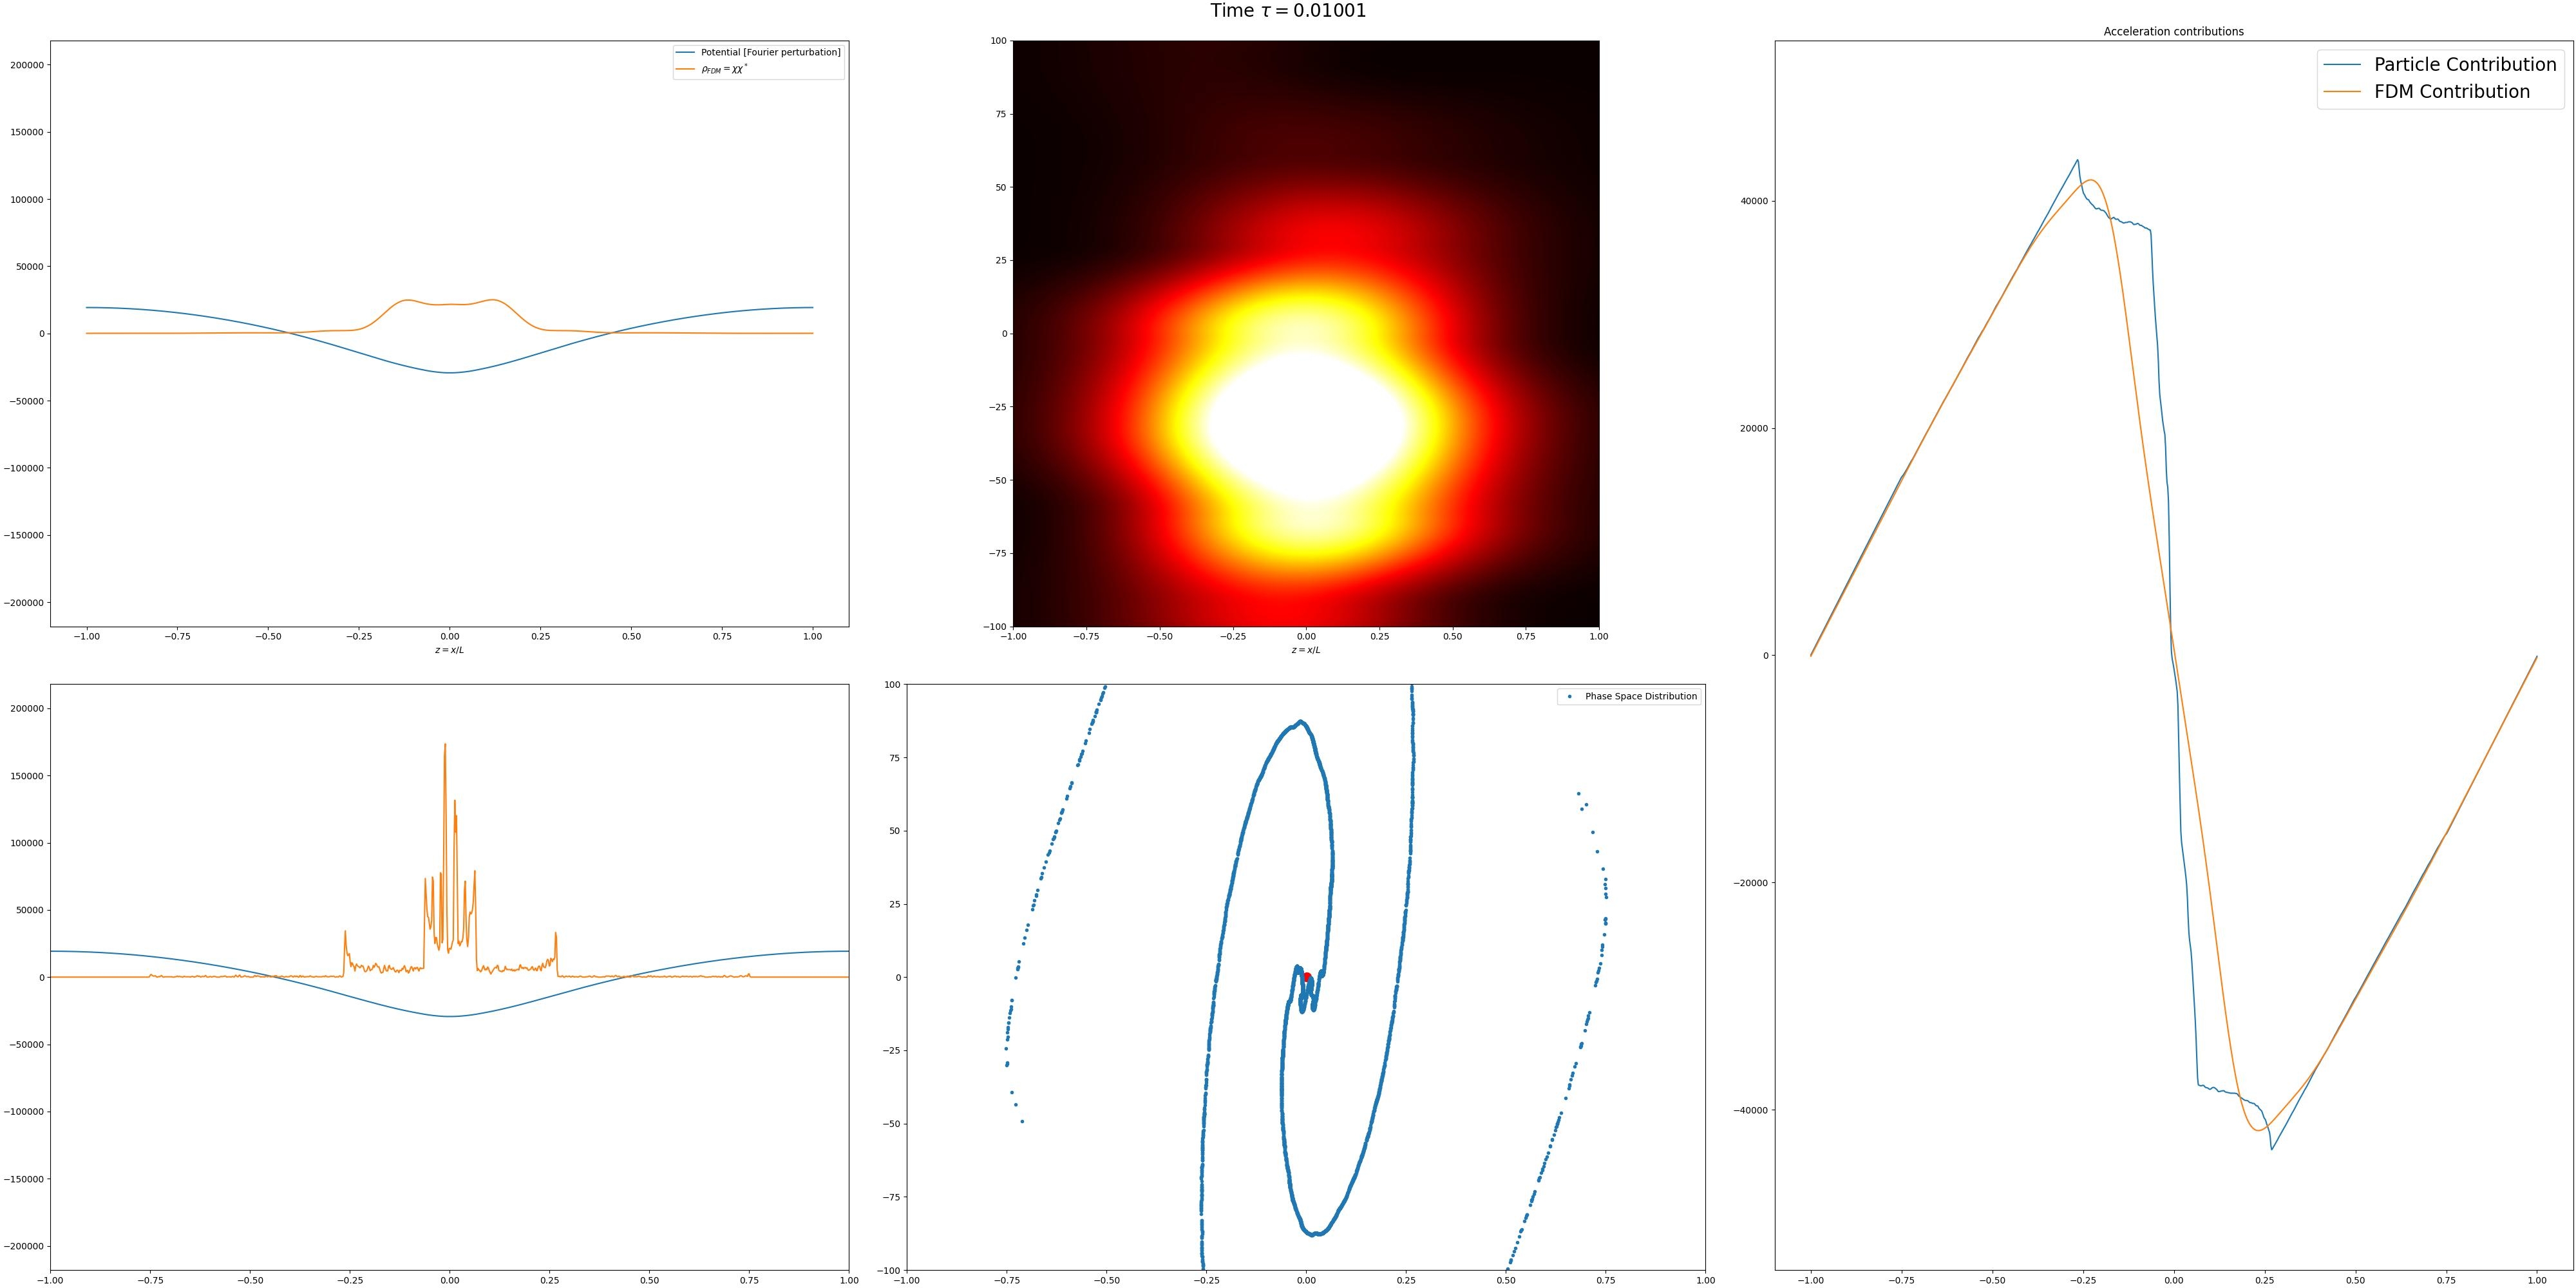 Time τ = 0.01001
Potential [Fourier perturbation]
ρFDM = χχ*
200000
150000
100000
50000
0
−50000
−100000
−150000
−200000
−1.00 −0.75 −0.50 −0.25 0.00 0.25 0.50 0.75 1.00
z = x/L
100
75
50
25
0
−25
−50
−75
−100
−1.00 −0.75 −0.50 −0.25 0.00 0.25 0.50 0.75 1.00
z = x/L
Acceleration contributions
Particle Contribution
FDM Contribution
40000
20000
0
−20000
−40000
−1.00 −0.75 −0.50 −0.25 0.00 0.25 0.50 0.75 1.00
200000
150000
100000
50000
0
−50000
−100000
−150000
−200000
−1.00 −0.75 −0.50 −0.25 0.00 0.25 0.50 0.75 1.00
Phase Space Distribution
100
75
50
25
0
−25
−50
−75
−100
−1.00 −0.75 −0.50 −0.25 0.00 0.25 0.50 0.75 1.00